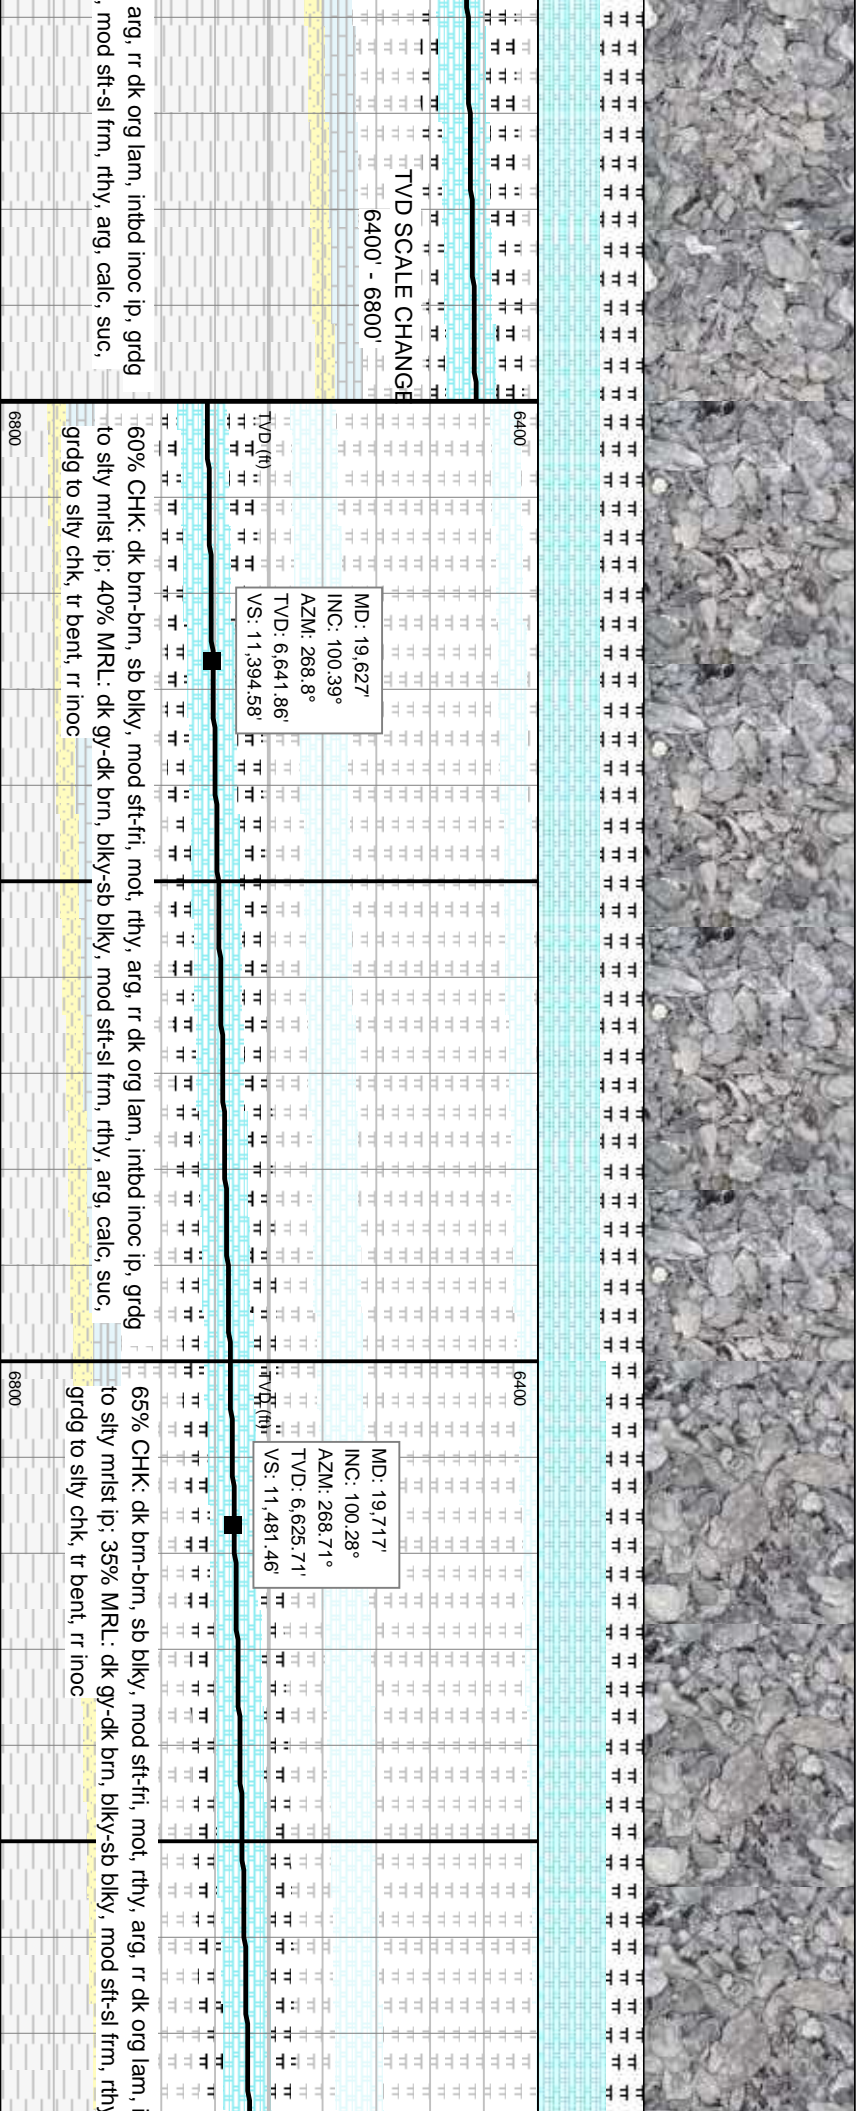 arg, rr dk org lam, intbd inoc ip, grdg
, mod sft-sl frm, rthy, arg, calc, suc,
TVD SCALE CHANGE
6400' - 6800'
6400
TVD (ft)
6800
60% CHK: dk brn-brn, sb blky, mod sft-fri, mot, rthy, arg, rr dk org lam, intbd inoc ip, grdg
to slty mrlst ip; 40% MRL: dk gy-dk brn, blky-sb blky, mod sft-sl frm, rthy, arg, calc, suc,
grdg to slty chk, tr bent, rr inoc
MD: 19,627'
INC: 100.39°
AZM: 268.8°
TVD: 6,641.86'
VS: 11,394.58'
6400
TVD (ft)
6800
65% CHK: dk brn-brn, sb blky, mod sft-fri, mot, rthy, arg, rr dk org lam, i
to slty mrlst ip; 35% MRL: dk gy-dk brn, blky-sb blky, mod sft-sl frm, rthy
grdg to slty chk, tr bent, rr inoc
MD: 19,717'
INC: 100.28°
AZM: 268.71°
TVD: 6,625.71'
VS: 11,481.46'